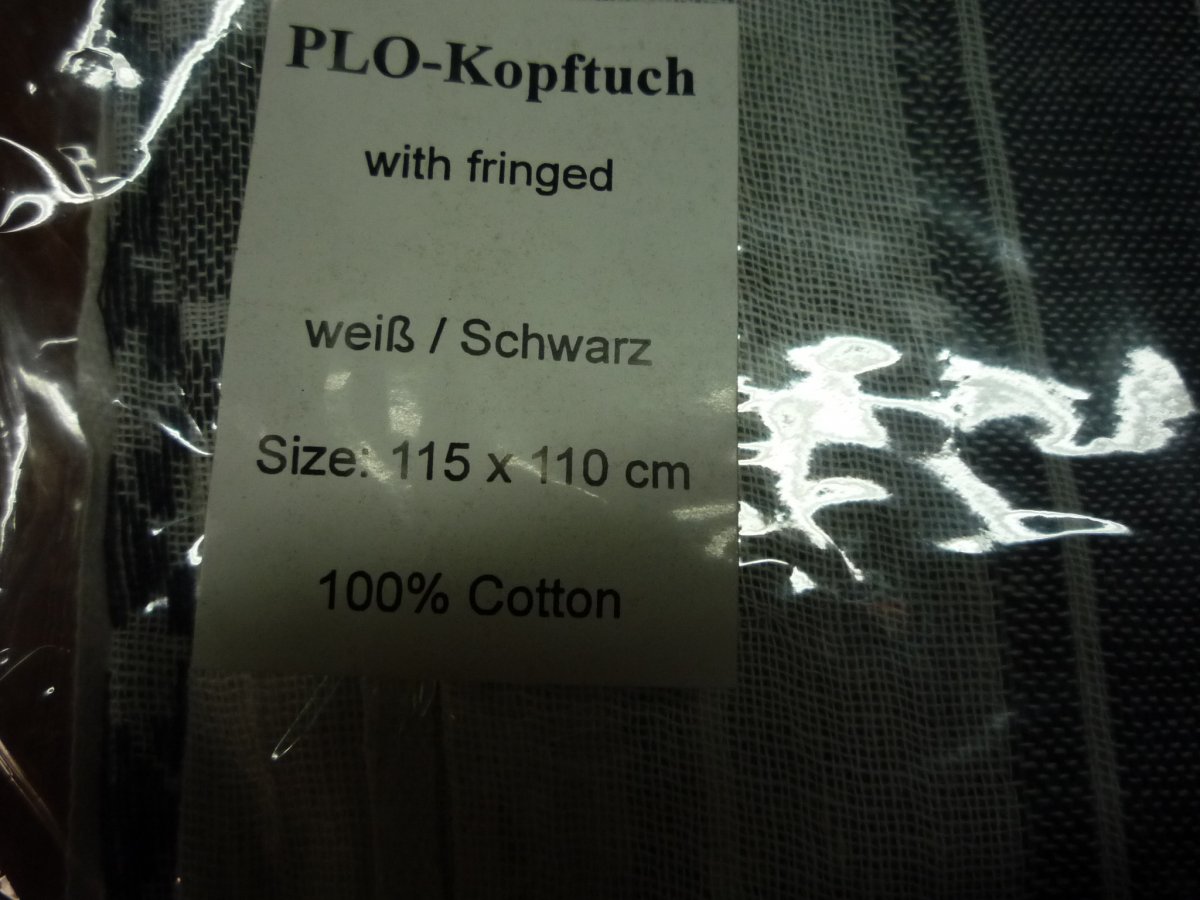 PLO-Kopftuch
with fringed
weiß / Schwarz
Size: 115 x 110 cm
100% Cotton